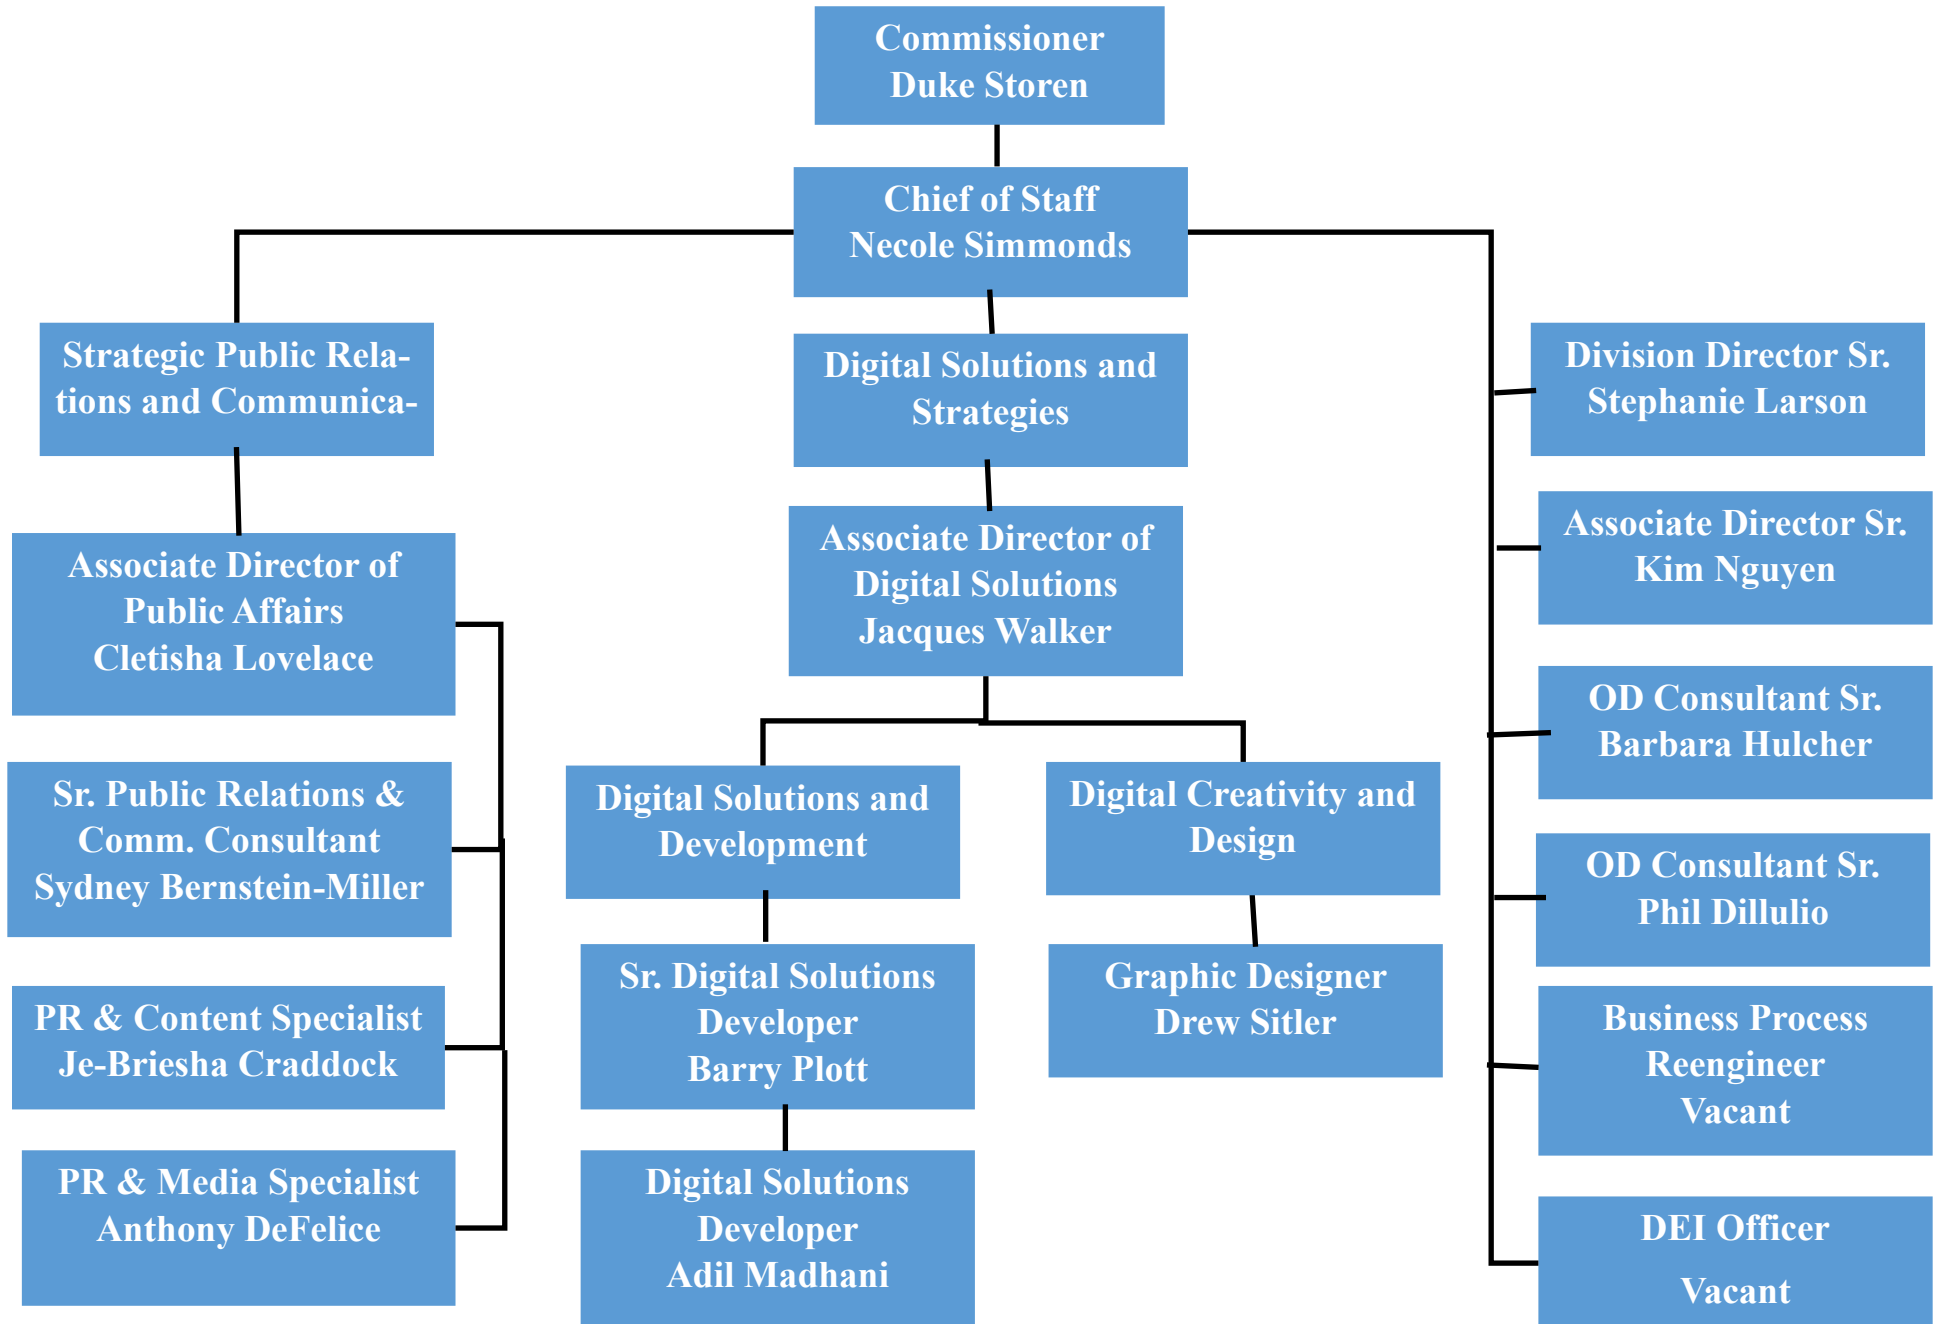 Commissioner
Duke Storen
Chief of Staff
Necole Simmonds
Strategic Public Rela-
tions and Communica-
Associate Director of
Public Affairs
Cletisha Lovelace
Sr. Public Relations &
Comm. Consultant
Sydney Bernstein-Miller
PR & Content Specialist
Je-Briesha Craddock
PR & Media Specialist
Anthony DeFelice
Digital Solutions and
Strategies
Associate Director of
Digital Solutions
Jacques Walker
Digital Solutions and
Development
Sr. Digital Solutions
Developer
Barry Plott
Digital Solutions
Developer
Adil Madhani
Digital Creativity and
Design
Graphic Designer
Drew Sitler
Division Director Sr.
Stephanie Larson
Associate Director Sr.
Kim Nguyen
OD Consultant Sr.
Barbara Hulcher
OD Consultant Sr.
Phil Dillulio
Business Process
Reengineer
Vacant
DEI Officer
Vacant